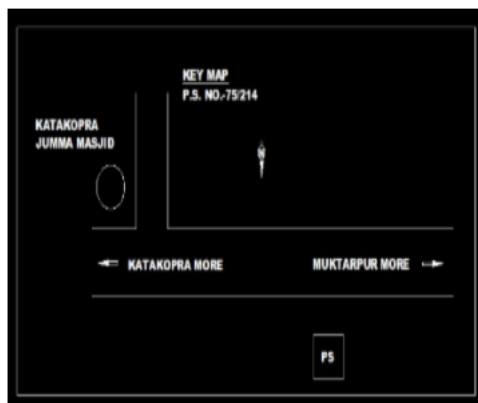 KEY MAP
P.S. NO.-75/214
KATAKOPRA
JUMMA MASJID
N
KATAKOPRA MORE
MUKTARPUR MORE
PS